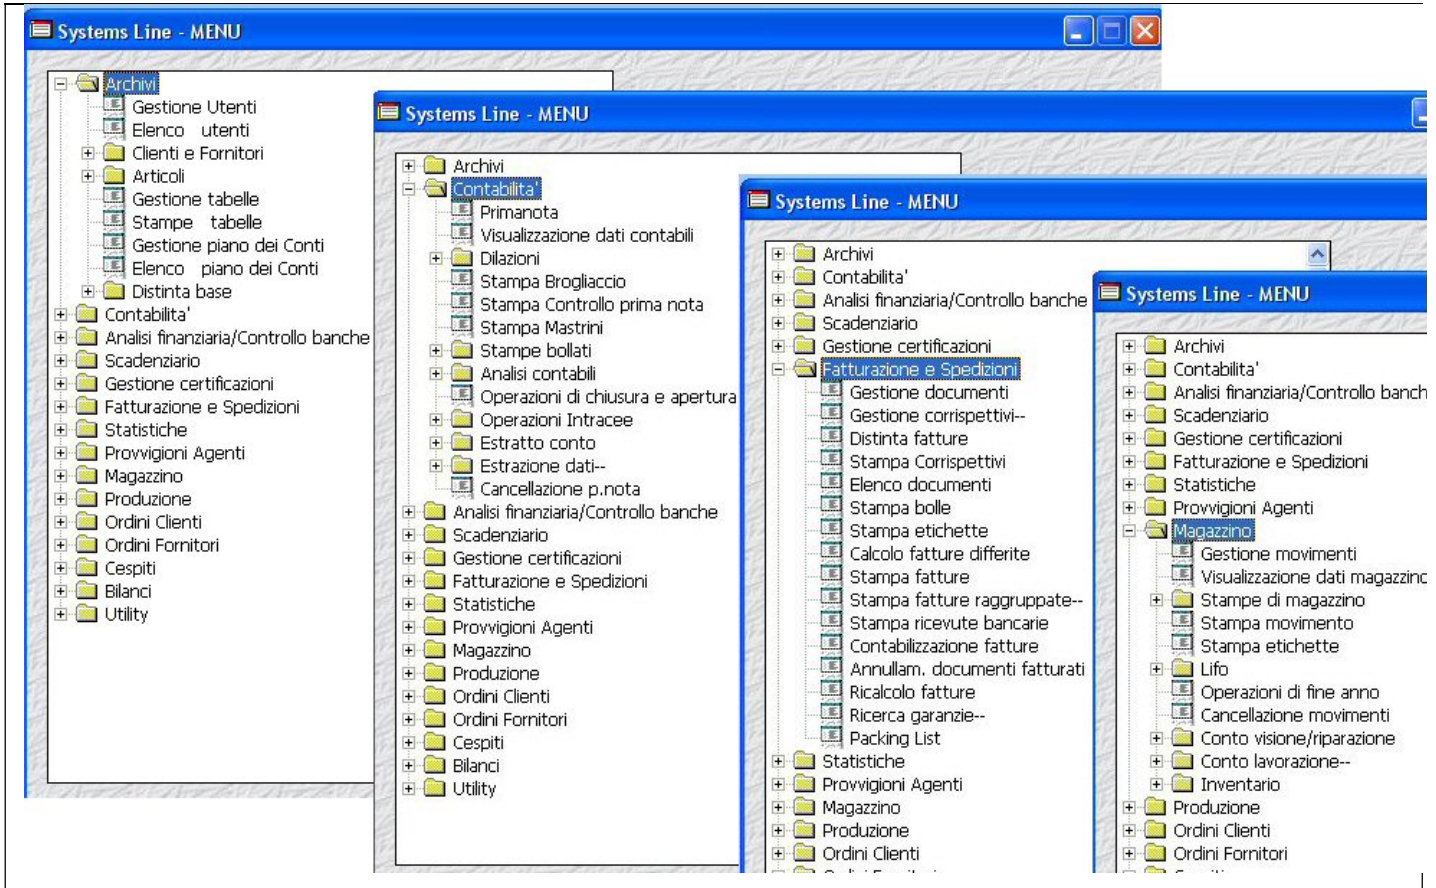 Systems Line - MENU
Archivi
Gestione Utenti
Elenco utenti
Clienti e Fornitori
Articoli
Gestione tabelle
Stampe tabelle
Gestione piano dei Conti
Elenco piano dei Conti
Distinta base
Contabilita'
Analisi finanziaria/Controllo banche
Scadenziario
Gestione certificazioni
Fatturazione e Spedizioni
Statistiche
Provvigioni Agenti
Magazzino
Produzione
Ordini Clienti
Ordini Fornitori
Cespiti
Bilanci
Utility
Systems Line - MENU
Archivi
Contabilita'
Primanota
Visualizzazione dati contabili
Dilazioni
Stampa Brogliaccio
Stampa Controllo prima nota
Stampa Mastrini
Stampe bollati
Analisi contabili
Operazioni di chiusura e apertura
Operazioni Intracee
Estratto conto
Estrazione dati--
Cancellazione p.nota
Analisi finanziaria/Controllo banche
Scadenziario
Gestione certificazioni
Fatturazione e Spedizioni
Statistiche
Provvigioni Agenti
Magazzino
Produzione
Ordini Clienti
Ordini Fornitori
Cespiti
Bilanci
Utility
Systems Line - MENU
Archivi
Contabilita'
Analisi finanziaria/Controllo banche
Scadenziario
Gestione certificazioni
Fatturazione e Spedizioni
Gestione documenti
Gestione corrispettivi--
Distinta fatture
Stampa Corrispettivi
Elenco documenti
Stampa bolle
Stampa etichette
Calcolo fatture differite
Stampa fatture
Stampa fatture raggruppate--
Stampa ricevute bancarie
Contabilizzazione fatture
Annullam. documenti fatturati
Ricalcolo fatture
Ricerca garanzie--
Packing List
Statistiche
Provvigioni Agenti
Magazzino
Produzione
Ordini Clienti
Systems Line - MENU
Archivi
Contabilita'
Analisi finanziaria/Controllo banch
Scadenziario
Gestione certificazioni
Fatturazione e Spedizioni
Statistiche
Provvigioni Agenti
Magazzino
Gestione movimenti
Visualizzazione dati magazzino
Stampe di magazzino
Stampa movimento
Stampa etichette
Lifo
Operazioni di fine anno
Cancellazione movimenti
Conto visione/riparazione
Conto lavorazione--
Inventario
Produzione
Ordini Clienti
Ordini Fornitori